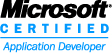 Microsoft®
CERTIFIED
Application Developer